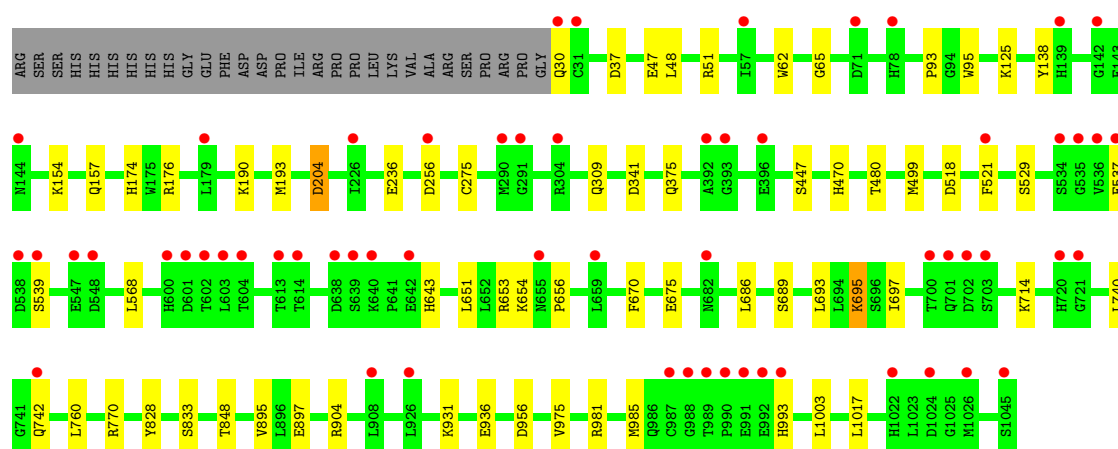 ARG SER SER HIS HIS HIS HIS HIS HIS GLY GLU PHE ASP ASP PRO ILE ARG PRO PRO LEU LYS VAL ALA ARG SER PRO ARG PRO GLY Q30 C31 D37 E47 L48 R51 I57 W62 G65 D71 H78 P93 G94 W95 K125 Y138 H139 G142 E143
N144 K154 Q157 H174 W175 R176 L179 K190 M193 D204 I226 E236 D256 C275 M290 G291 R304 Q309 D341 Q375 A392 G393 E396 S447 H470 T480 M499 D518 F521 S529 S534 G535 V536 E537
D538 S539 E547 D548 L568 H600 D601 T602 L603 T604 T613 T614 D638 S639 K640 P641 E642 H643 L651 L652 R653 K654 N655 P656 L659 F670 E675 N682 L686 S689 L693 L694 K695 S696 I697 T700 Q701 D702 S703 K714 H720 G721
G741 Q742 L760 R770 Y828 S833 T848 V895 L896 E897 R904 L908 L926 K931 E936 D956 V975 R981 M985 Q986 G987 G988 T989 P990 E991 E992 H993 L1003 L1017 H1022 L1023 D1024 G1025 M1026 S1045